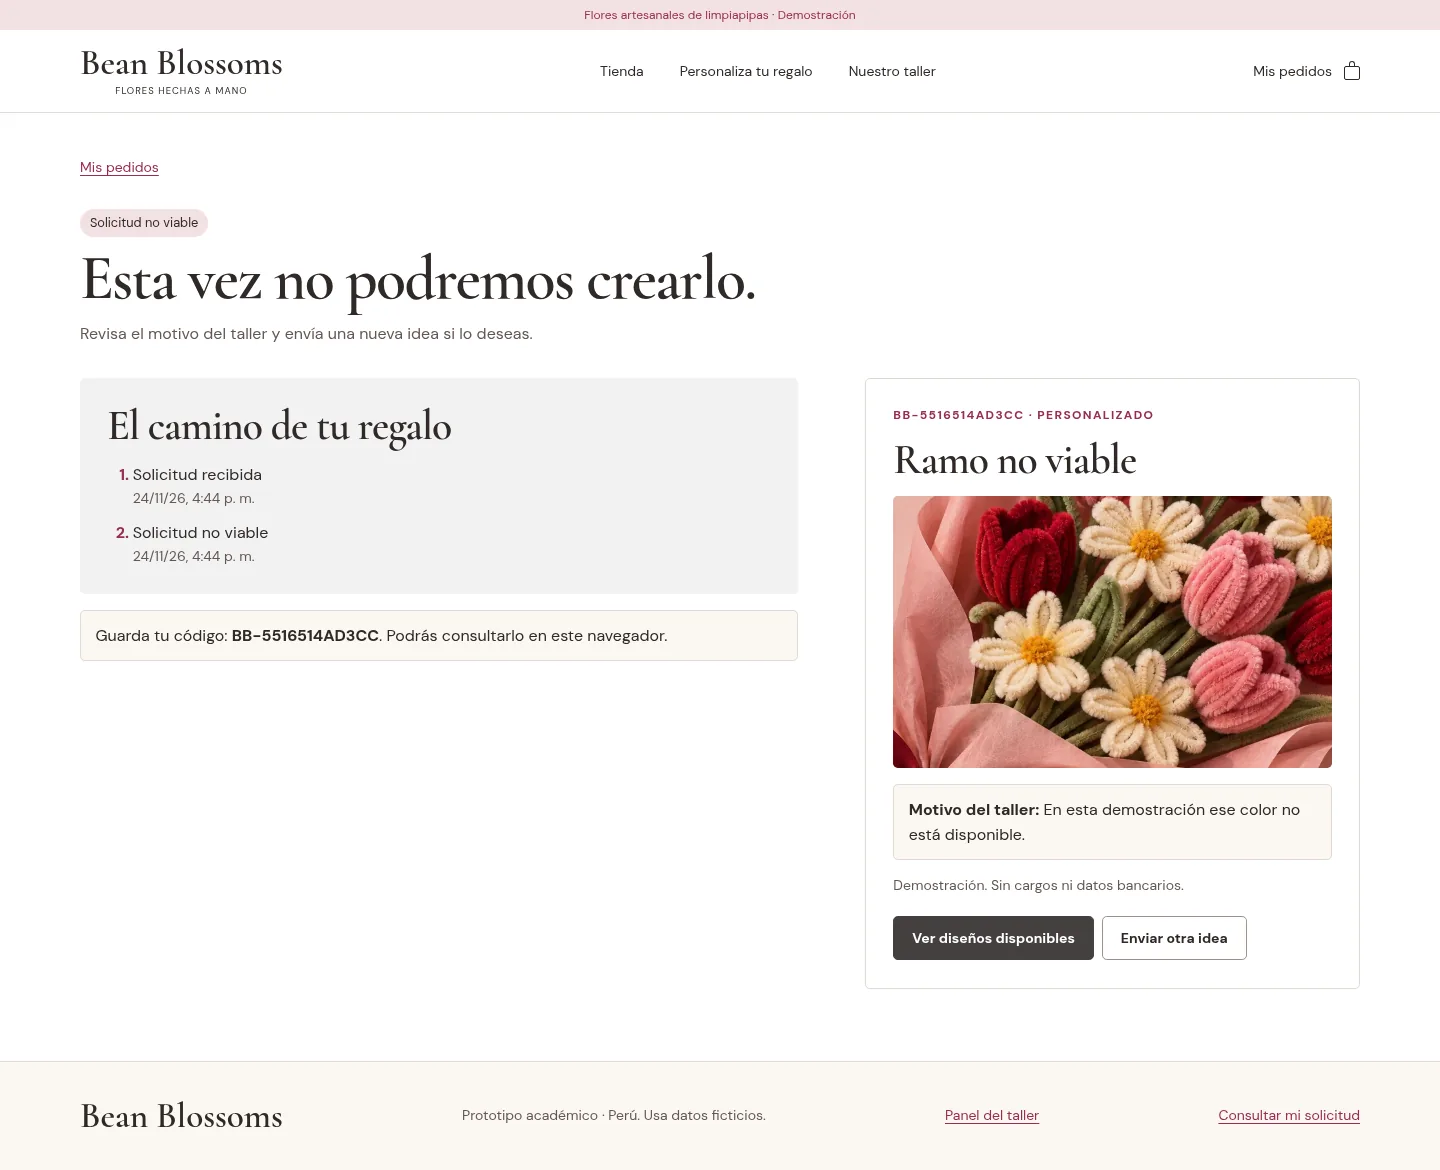 Flores artesanales de limpiapipas · Demostración
Bean Blossoms
FLORES HECHAS A MANO
Tienda
Personaliza tu regalo
Nuestro taller
Mis pedidos
Mis pedidos
Solicitud no viable
Esta vez no podremos crearlo.
Revisa el motivo del taller y envía una nueva idea si lo deseas.
El camino de tu regalo
1. Solicitud recibida
24/11/26, 4:44 p. m.
2. Solicitud no viable
24/11/26, 4:44 p. m.
Guarda tu código: BB-5516514AD3CC. Podrás consultarlo en este navegador.
BB-5516514AD3CC · PERSONALIZADO
Ramo no viable
Motivo del taller: En esta demostración ese color no
está disponible.
Demostración. Sin cargos ni datos bancarios.
Ver diseños disponibles
Enviar otra idea
Bean Blossoms
Prototipo académico · Perú. Usa datos ficticios.
Panel del taller
Consultar mi solicitud